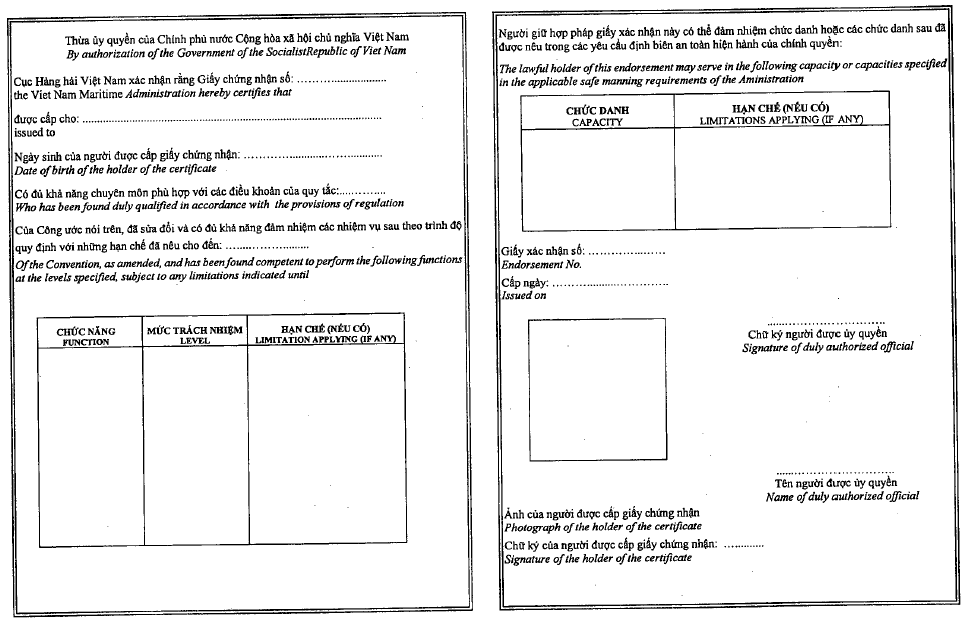 Thừa ủy quyền của Chính phủ nước Cộng hòa xã hội chủ nghĩa Việt Nam
By authorization of the Government of the SocialistRepublic of Viet Nam
Cục Hàng hải Việt Nam xác nhận rằng Giấy chứng nhận số: ...........................
the Viet Nam Maritime Administration hereby certifies that
được cấp cho: ...........................................................................................
issued to
Ngày sinh của người được cấp giấy chứng nhận: .........................................
Date of birth of the holder of the certificate
Có đủ khả năng chuyên môn phù hợp với các điều khoản của quy tắc:..............
Who has been found duly qualified in accordance with the provisions of regulation
Của Công ước nói trên, đã sửa đổi và có đủ khả năng đảm nhiệm các nhiệm vụ sau theo trình độ
quy định với những hạn chế đã nêu cho đến: .........................
Of the Convention, as amended, and has been found competent to perform the following functions
at the levels specified, subject to any limitations indicated until
CHỨC NĂNG
FUNCTION
MỨC TRÁCH NHIỆM
LEVEL
HẠN CHẾ (NẾU CÓ)
LIMITATION APPLYING (IF ANY)
Người giữ hợp pháp giấy xác nhận này có thể đảm nhiệm chức danh hoặc các chức danh sau đã
được nêu trong các yêu cầu định biên an toàn hiện hành của chính quyền:
The lawful holder of this endorsement may serve in the following capacity or capacities specified
in the applicable safe manning requirements of the Aministration
CHỨC DANH
CAPACITY
HẠN CHẾ (NẾU CÓ)
LIMITATIONS APPLYING (IF ANY)
Giấy xác nhận số: .......................
Endorsement No.
Cấp ngày: ..................................
Issued on
.................................
Chữ ký người được ủy quyền
Signature of duly authorized official
.................................
Tên người được ủy quyền
Name of duly authorized official
Ảnh của người được cấp giấy chứng nhận
Photograph of the holder of the certificate
Chữ ký của người được cấp giấy chứng nhận: ............
Signature of the holder of the certificate